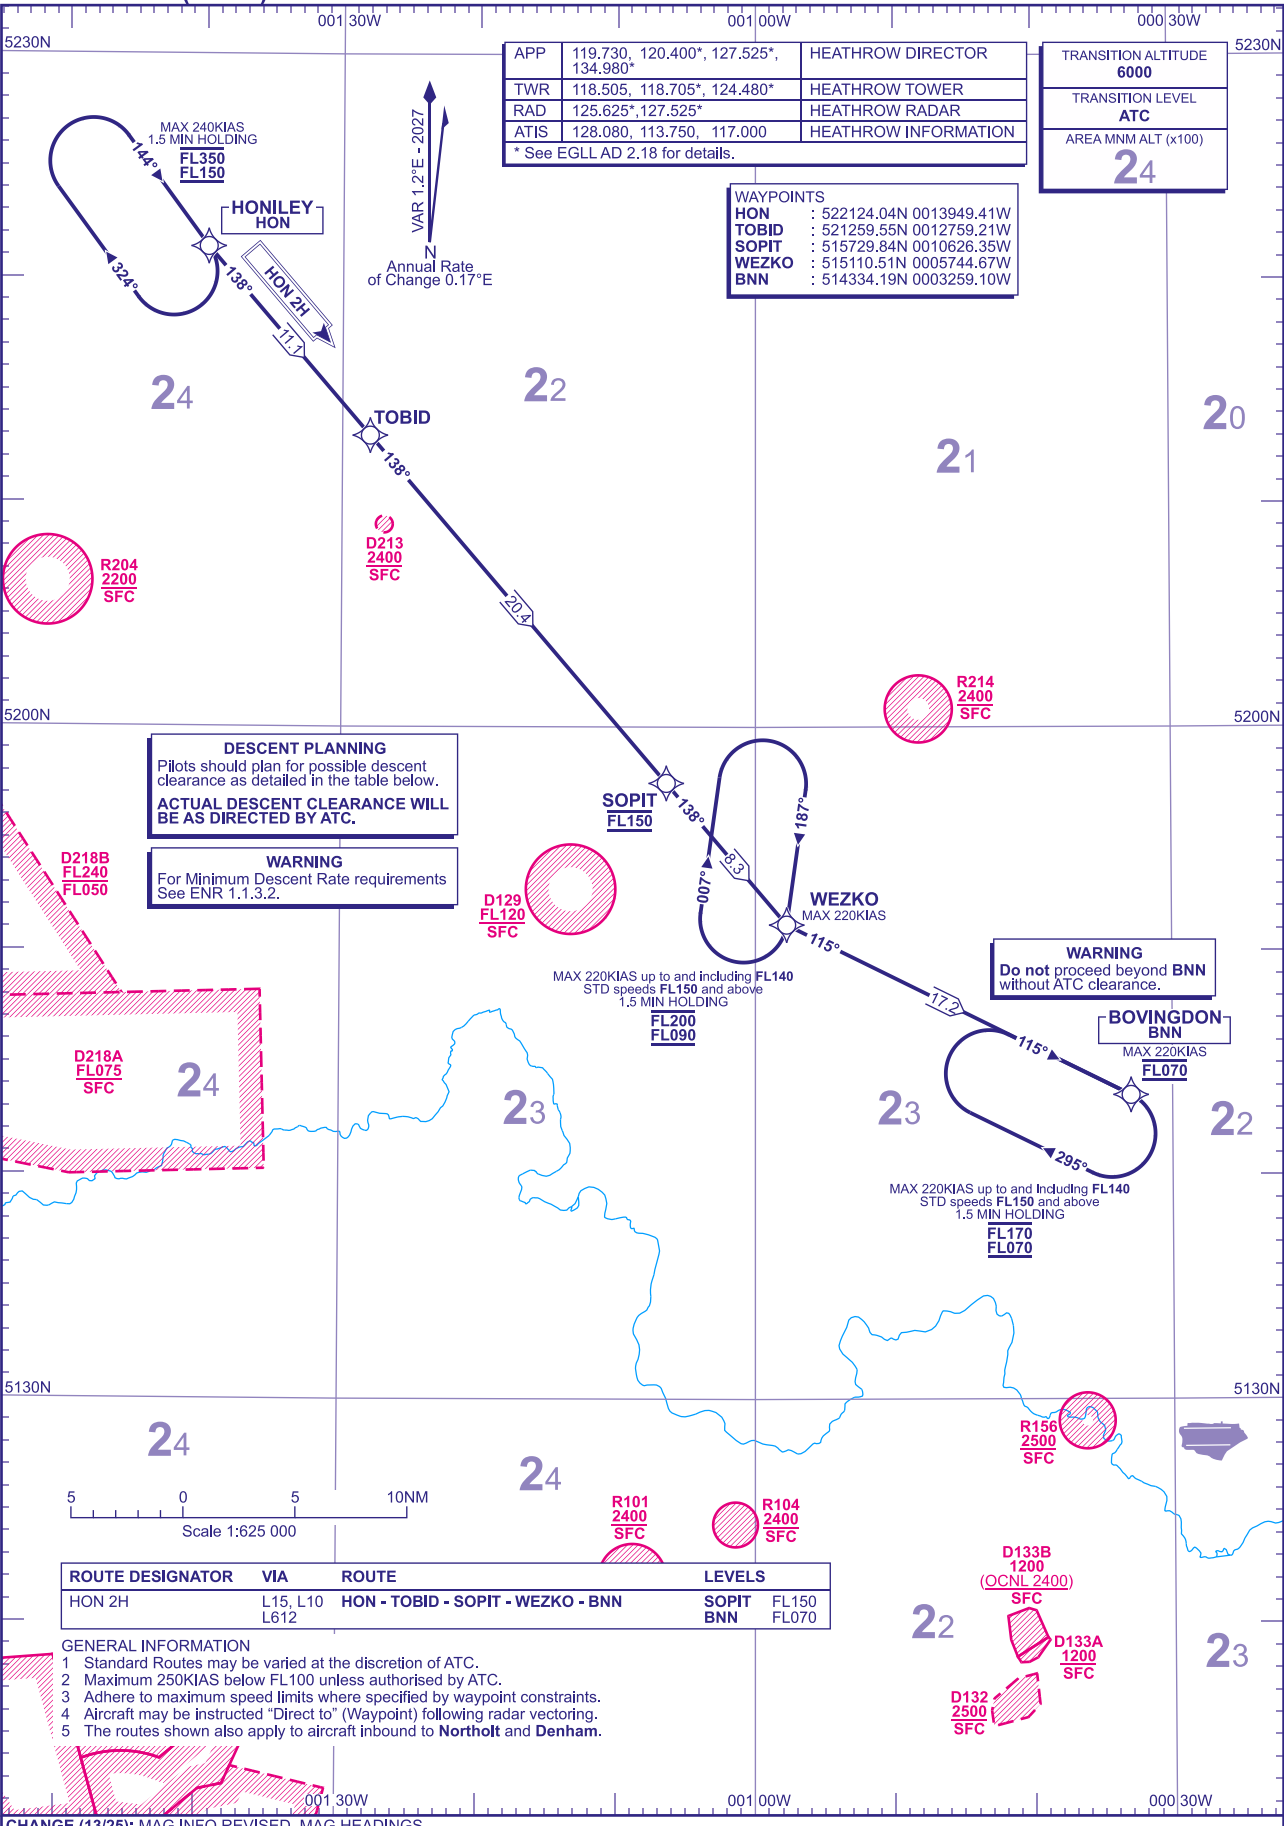 001 30W
001 00W
000 30W
5230N
5230N
APP 119.730, 120.400*, 127.525*, 134.980* HEATHROW DIRECTOR
TWR 118.505, 118.705*, 124.480* HEATHROW TOWER
RAD 125.625*,127.525* HEATHROW RADAR
ATIS 128.080, 113.750, 117.000 HEATHROW INFORMATION
* See EGLL AD 2.18 for details.
TRANSITION ALTITUDE
6000
TRANSITION LEVEL
ATC
AREA MNM ALT (x100)
24
MAX 240KIAS
1.5 MIN HOLDING
FL350
FL150
144°
324°
HONILEY
HON
138°
HON 2H
11.1
VAR 1.2°E - 2027
N
Annual Rate
of Change 0.17°E
WAYPOINTS
HON : 522124.04N 0013949.41W
TOBID : 521259.55N 0012759.21W
SOPIT : 515729.84N 0010626.35W
WEZKO : 515110.51N 0005744.67W
BNN : 514334.19N 0003259.10W
24
22
21
20
TOBID
138°
D213
2400
SFC
R204
2200
SFC
20.4
R214
2400
SFC
5200N
5200N
DESCENT PLANNING
Pilots should plan for possible descent
clearance as detailed in the table below.
ACTUAL DESCENT CLEARANCE WILL
BE AS DIRECTED BY ATC.
WARNING
For Minimum Descent Rate requirements
See ENR 1.1.3.2.
SOPIT
FL150
138°
8.3
187°
007°
D218B
FL240
FL050
D129
FL120
SFC
WEZKO
MAX 220KIAS
115°
MAX 220KIAS up to and including FL140
STD speeds FL150 and above
1.5 MIN HOLDING
FL200
FL090
WARNING
Do not proceed beyond BNN
without ATC clearance.
17.2
115°
BOVINGDON
BNN
MAX 220KIAS
FL070
295°
D218A
FL075
SFC
24
23
23
22
MAX 220KIAS up to and Including FL140
STD speeds FL150 and above
1.5 MIN HOLDING
FL170
FL070
5130N
5130N
24
24
R156
2500
SFC
5 0 5 10NM
Scale 1:625 000
R101
2400
SFC
R104
2400
SFC
D133B
1200
(OCNL 2400)
SFC
D133A
1200
SFC
D132
2500
SFC
22
23
ROUTE DESIGNATOR VIA ROUTE LEVELS
HON 2H L15, L10 HON - TOBID - SOPIT - WEZKO - BNN SOPIT FL150
L612 BNN FL070
GENERAL INFORMATION
1 Standard Routes may be varied at the discretion of ATC.
2 Maximum 250KIAS below FL100 unless authorised by ATC.
3 Adhere to maximum speed limits where specified by waypoint constraints.
4 Aircraft may be instructed “Direct to” (Waypoint) following radar vectoring.
5 The routes shown also apply to aircraft inbound to Northolt and Denham.
001 30W
001 00W
000 30W
CHANGE (13/25): MAG INFO REVISED. MAG HEADINGS.